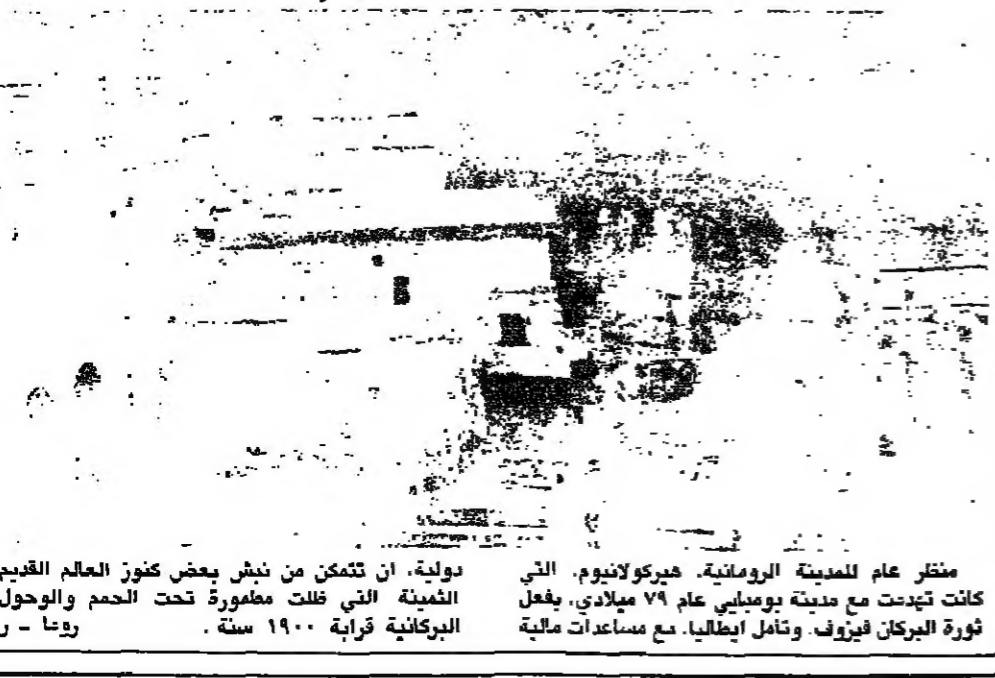 منظر عام للمدينة الرومانية، هيركولانيوم، التي
كانت تهدمت مع مدينة بومبايي عام ٧٩ ميلادي، بفعل
ثورة البركان فيزوف. وتأمل ايطاليا، مع مساعدات مالية
دولية، ان تتمكن من نبش بعض كنوز العالم القديم
الثمينة التي ظلت مطمورة تحت الحمم والوحول
البركانية قرابة ١٩٠٠ سنة . روما - ر